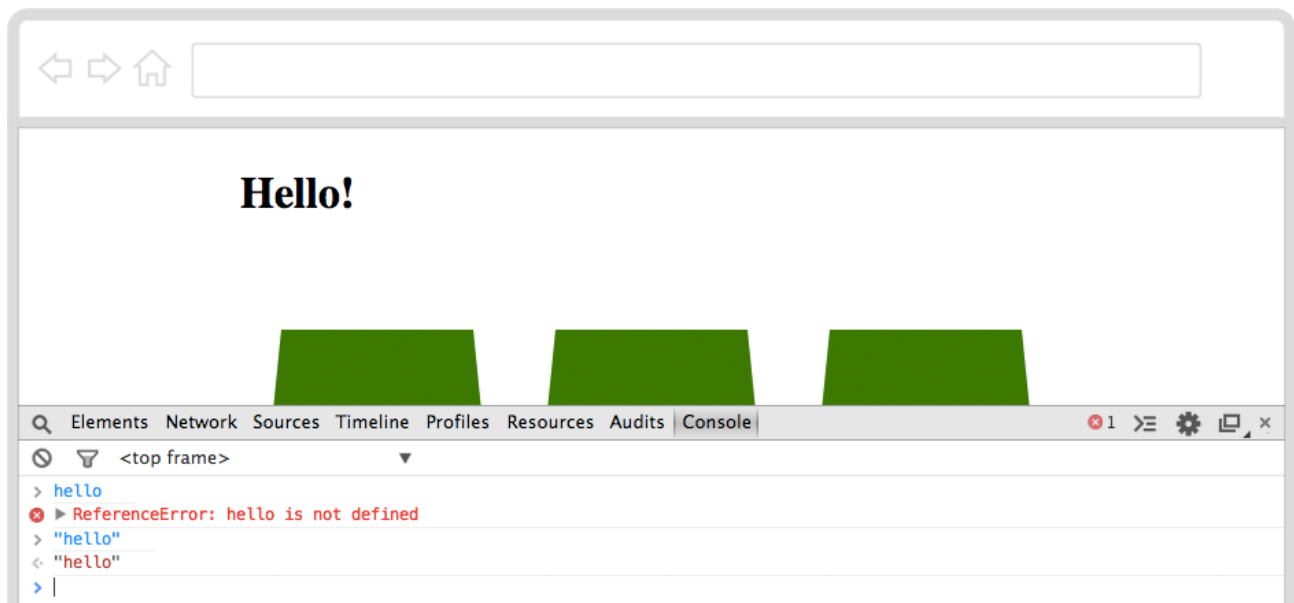 Hello!
Elements Network Sources Timeline Profiles Resources Audits Console 1
<top frame>
hello
ReferenceError: hello is not defined
"hello"
"hello"